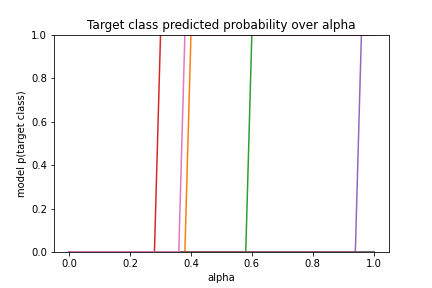 Target class predicted probability over alpha
1.0
0.8
0.6
0.4
0.2
0.0
model p(target class)
0.0 0.2 0.4 0.6 0.8 1.0
alpha